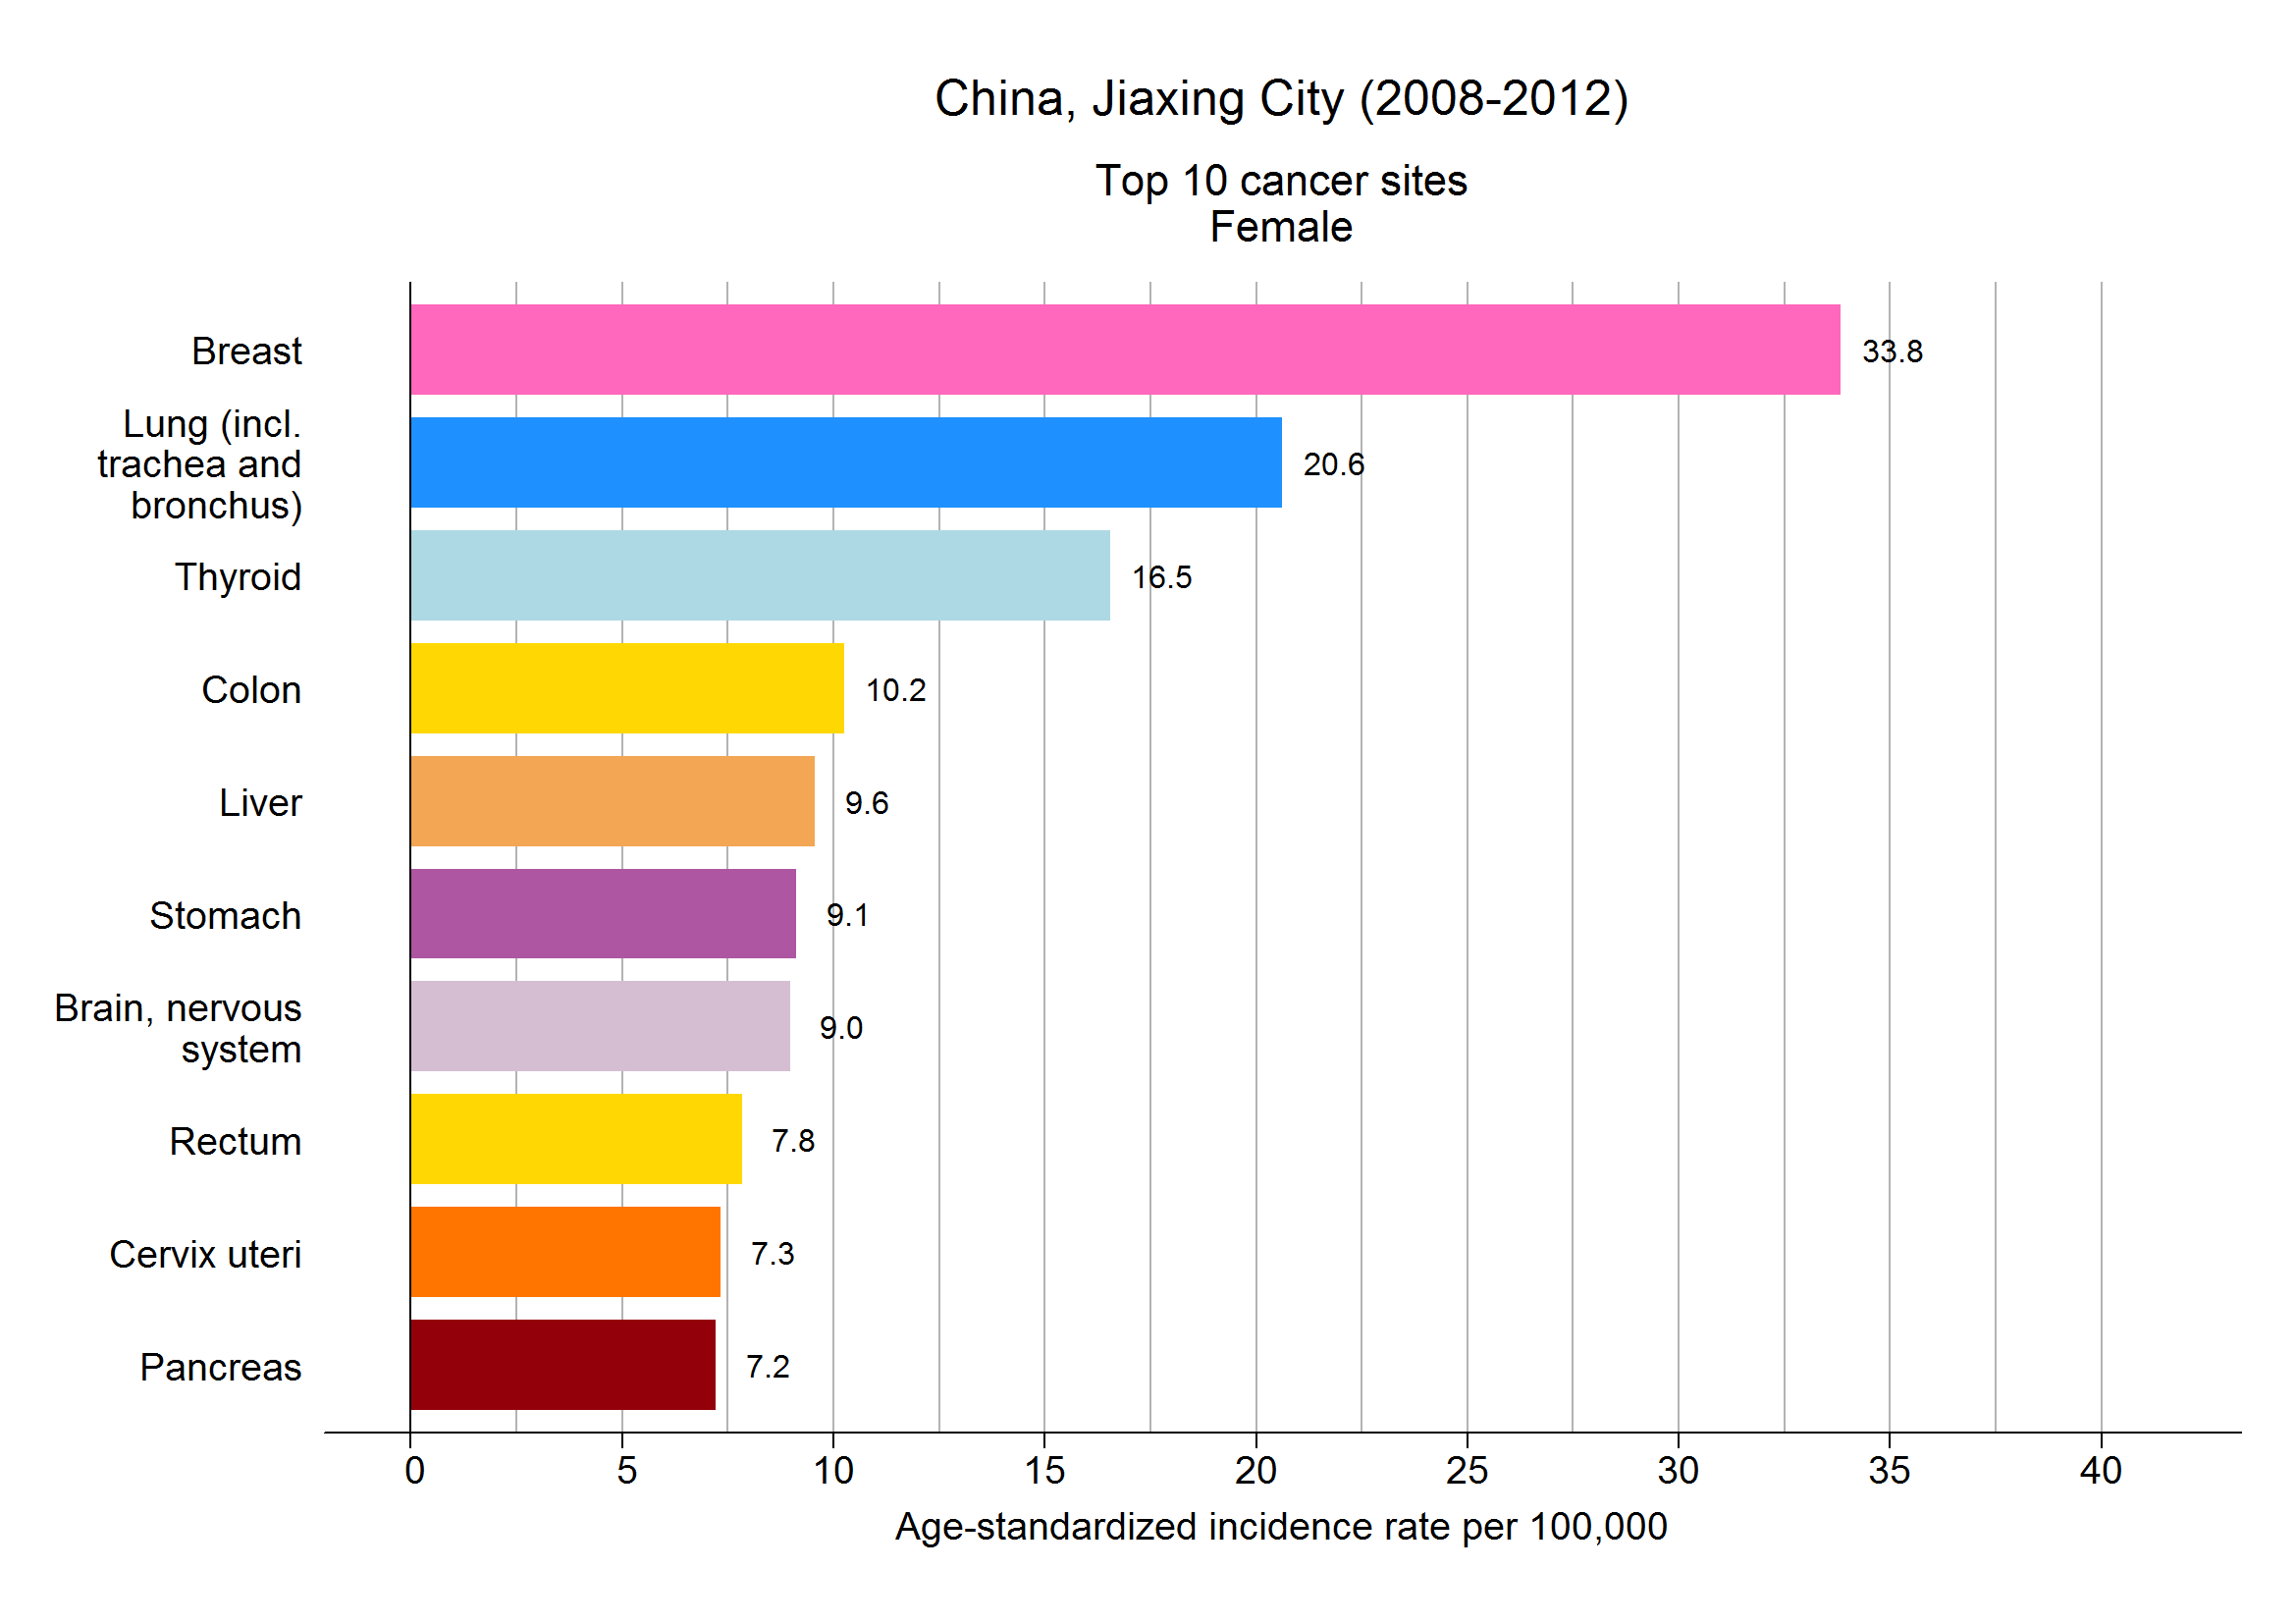 China, Jiaxing City (2008-2012)
Top 10 cancer sites
Female
Breast
33.8
Lung (incl.
trachea and
bronchus)
20.6
Thyroid
16.5
Colon
10.2
Liver
9.6
Stomach
9.1
Brain, nervous
system
9.0
Rectum
7.8
Cervix uteri
7.3
Pancreas
7.2
0 5 10 15 20 25 30 35 40
Age-standardized incidence rate per 100,000